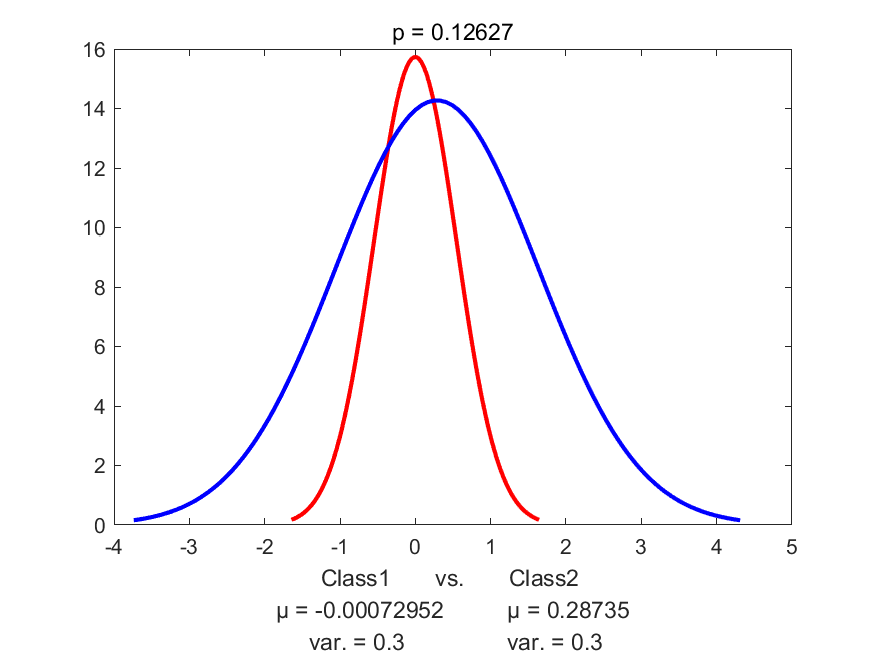 p = 0.12627
16
14
12
10
8
6
4
2
0
-4 -3 -2 -1 0 1 2 3 4 5
Class1 vs. Class2
μ = -0.00072952 μ = 0.28735
var. = 0.3 var. = 0.3